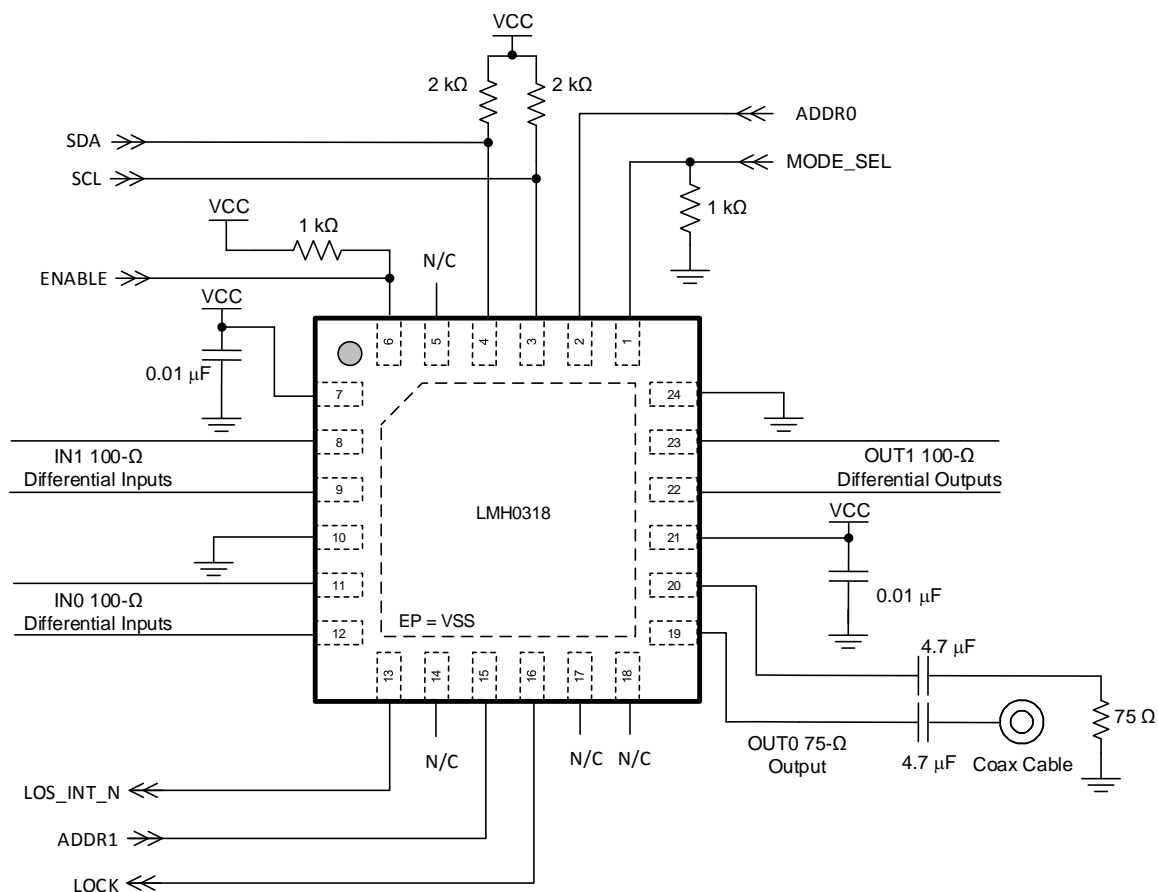 VCC
2 kΩ
2 kΩ
ADDR0
SDA
MODE_SEL
SCL
VCC
1 kΩ
1 kΩ
N/C
ENABLE
VCC
0.01 μF
6
5
4
3
2
1
7
24
8
23
IN1 100-Ω
Differential Inputs
OUT1 100-Ω
Differential Outputs
9
22
LMH0318
VCC
10
21
11
20
IN0 100-Ω
Differential Inputs
0.01 μF
EP = VSS
12
19
4.7 μF
13
14
15
16
17
18
75 Ω
OUT0 75-Ω
Output
4.7 μF
Coax Cable
N/C
N/C
N/C
LOS_INT_N
ADDR1
LOCK